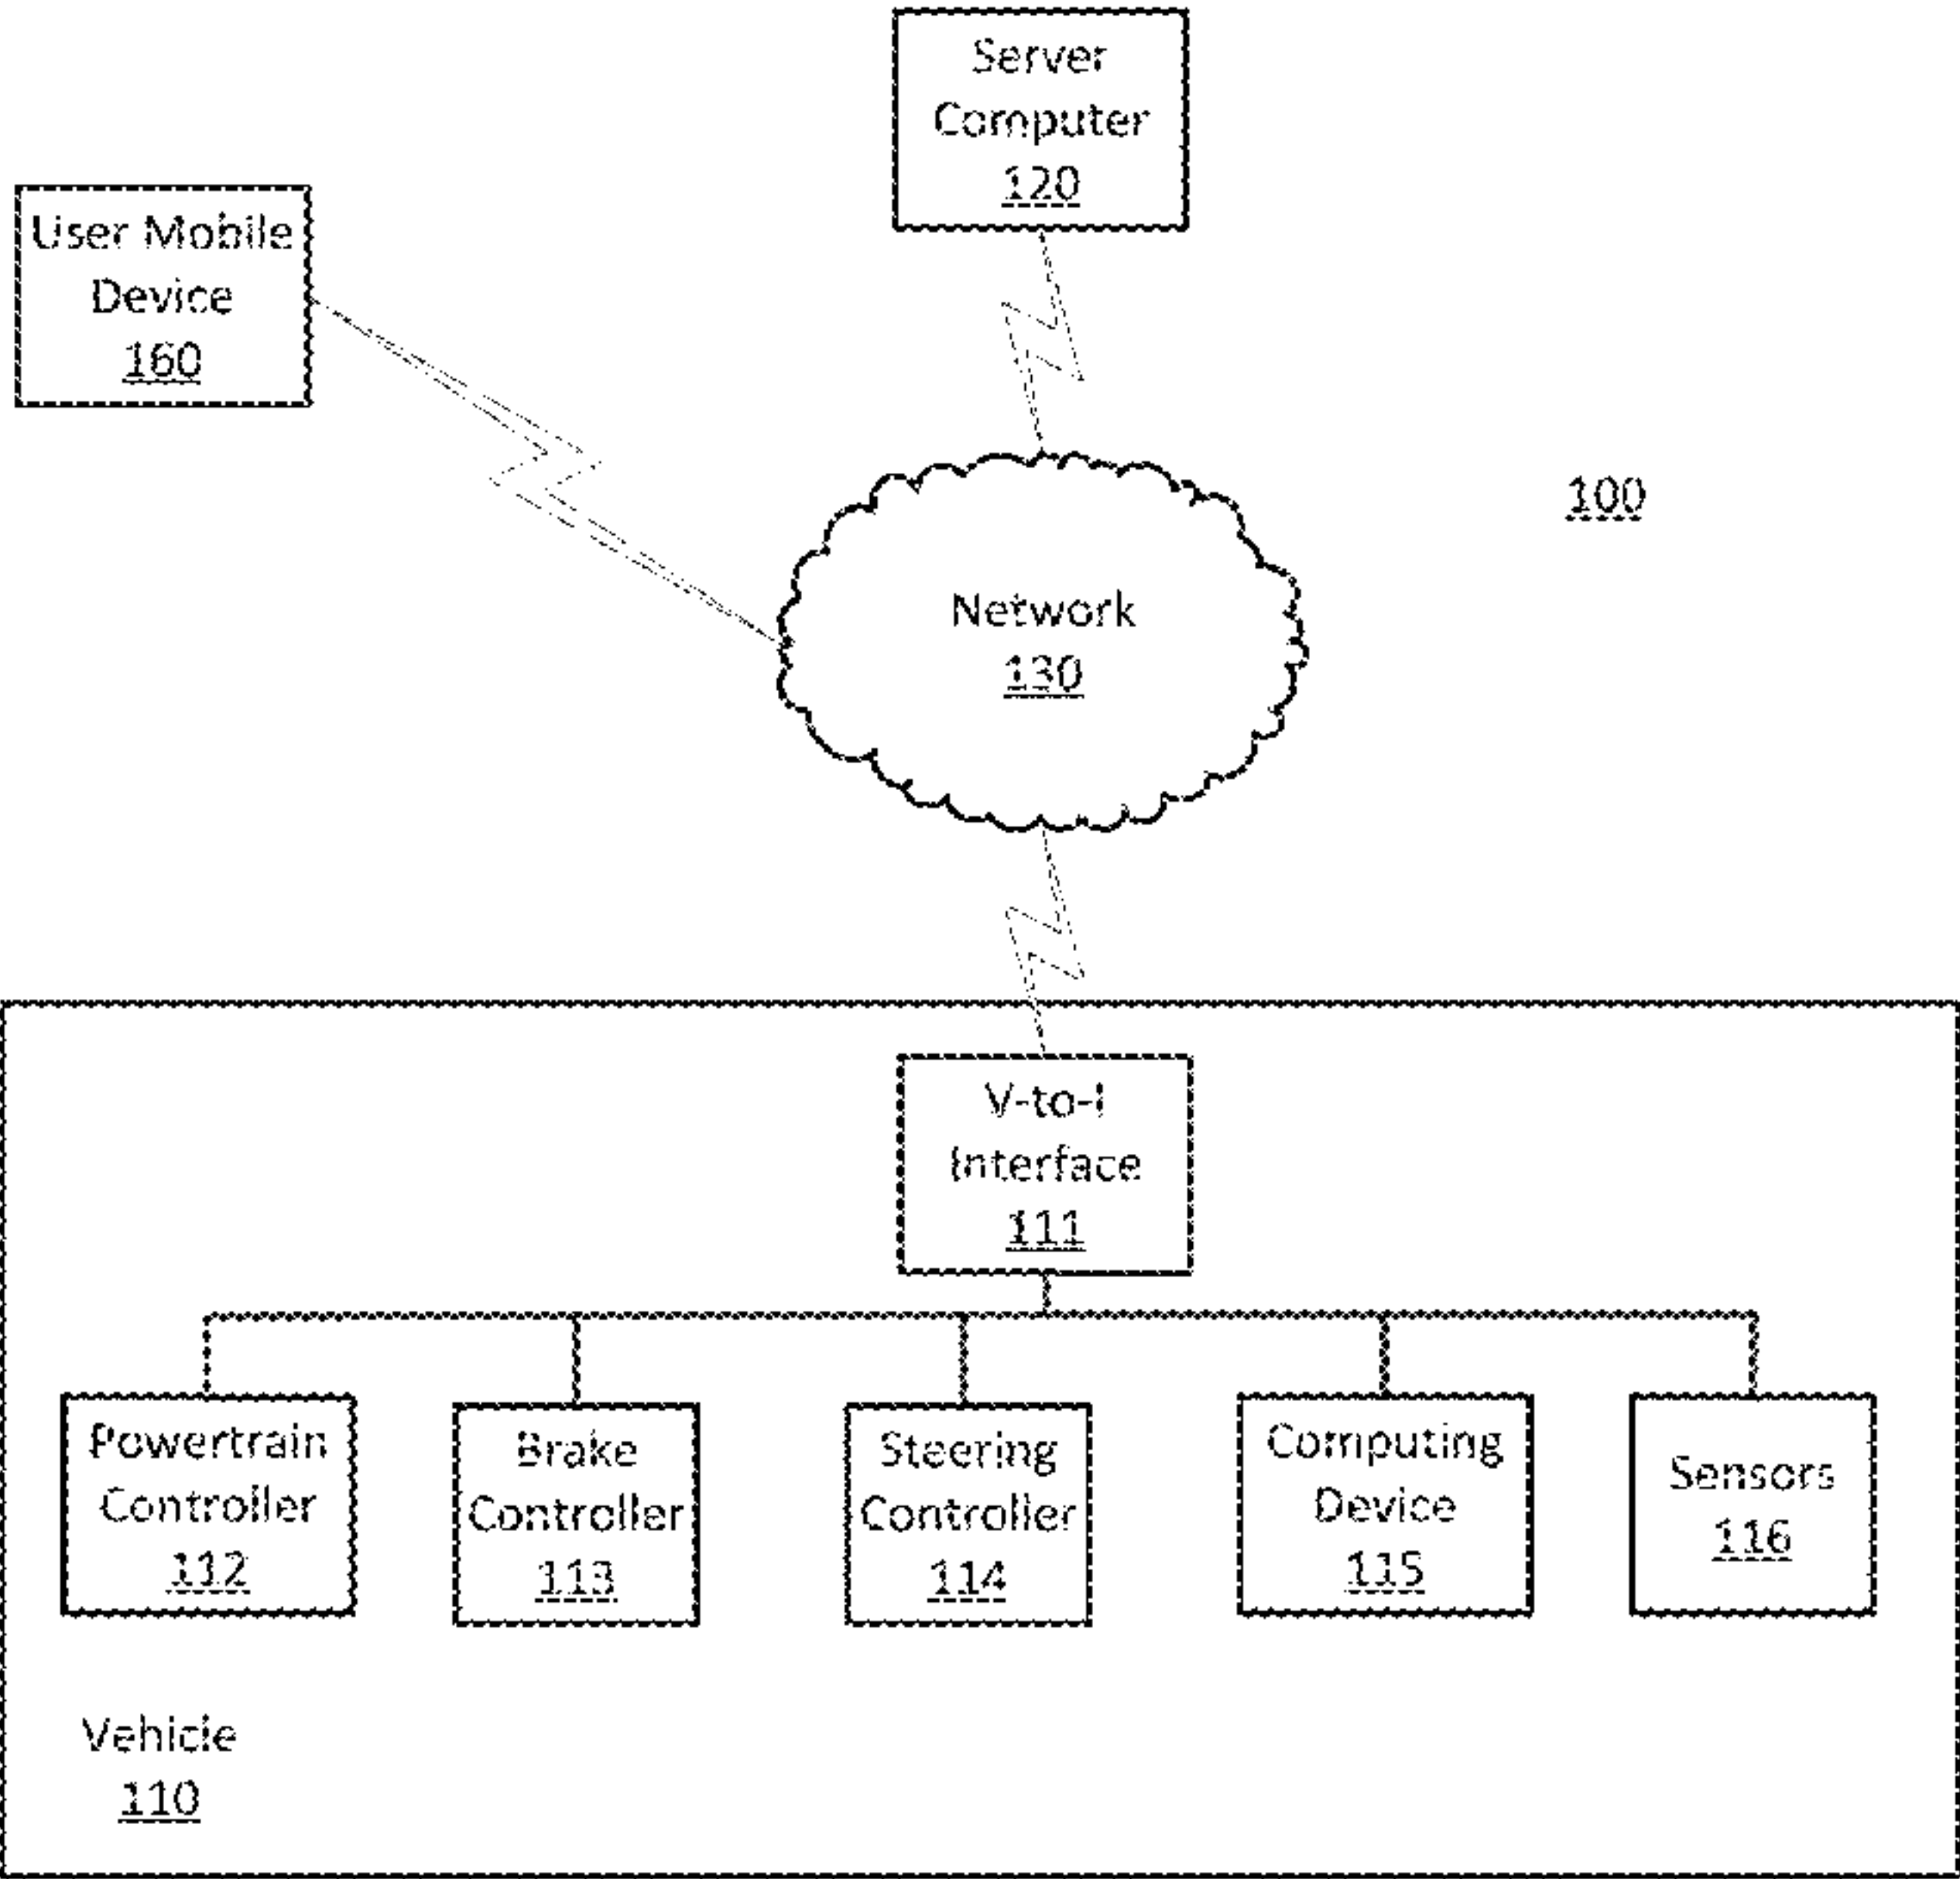 Server
Computer
120
User Mobile
Device
160
100
Network
130
V-to-I
Interface
111
Powertrain
Controller
112
Brake
Controller
113
Steering
Controller
114
Computing
Device
115
Sensors
116
Vehicle
110